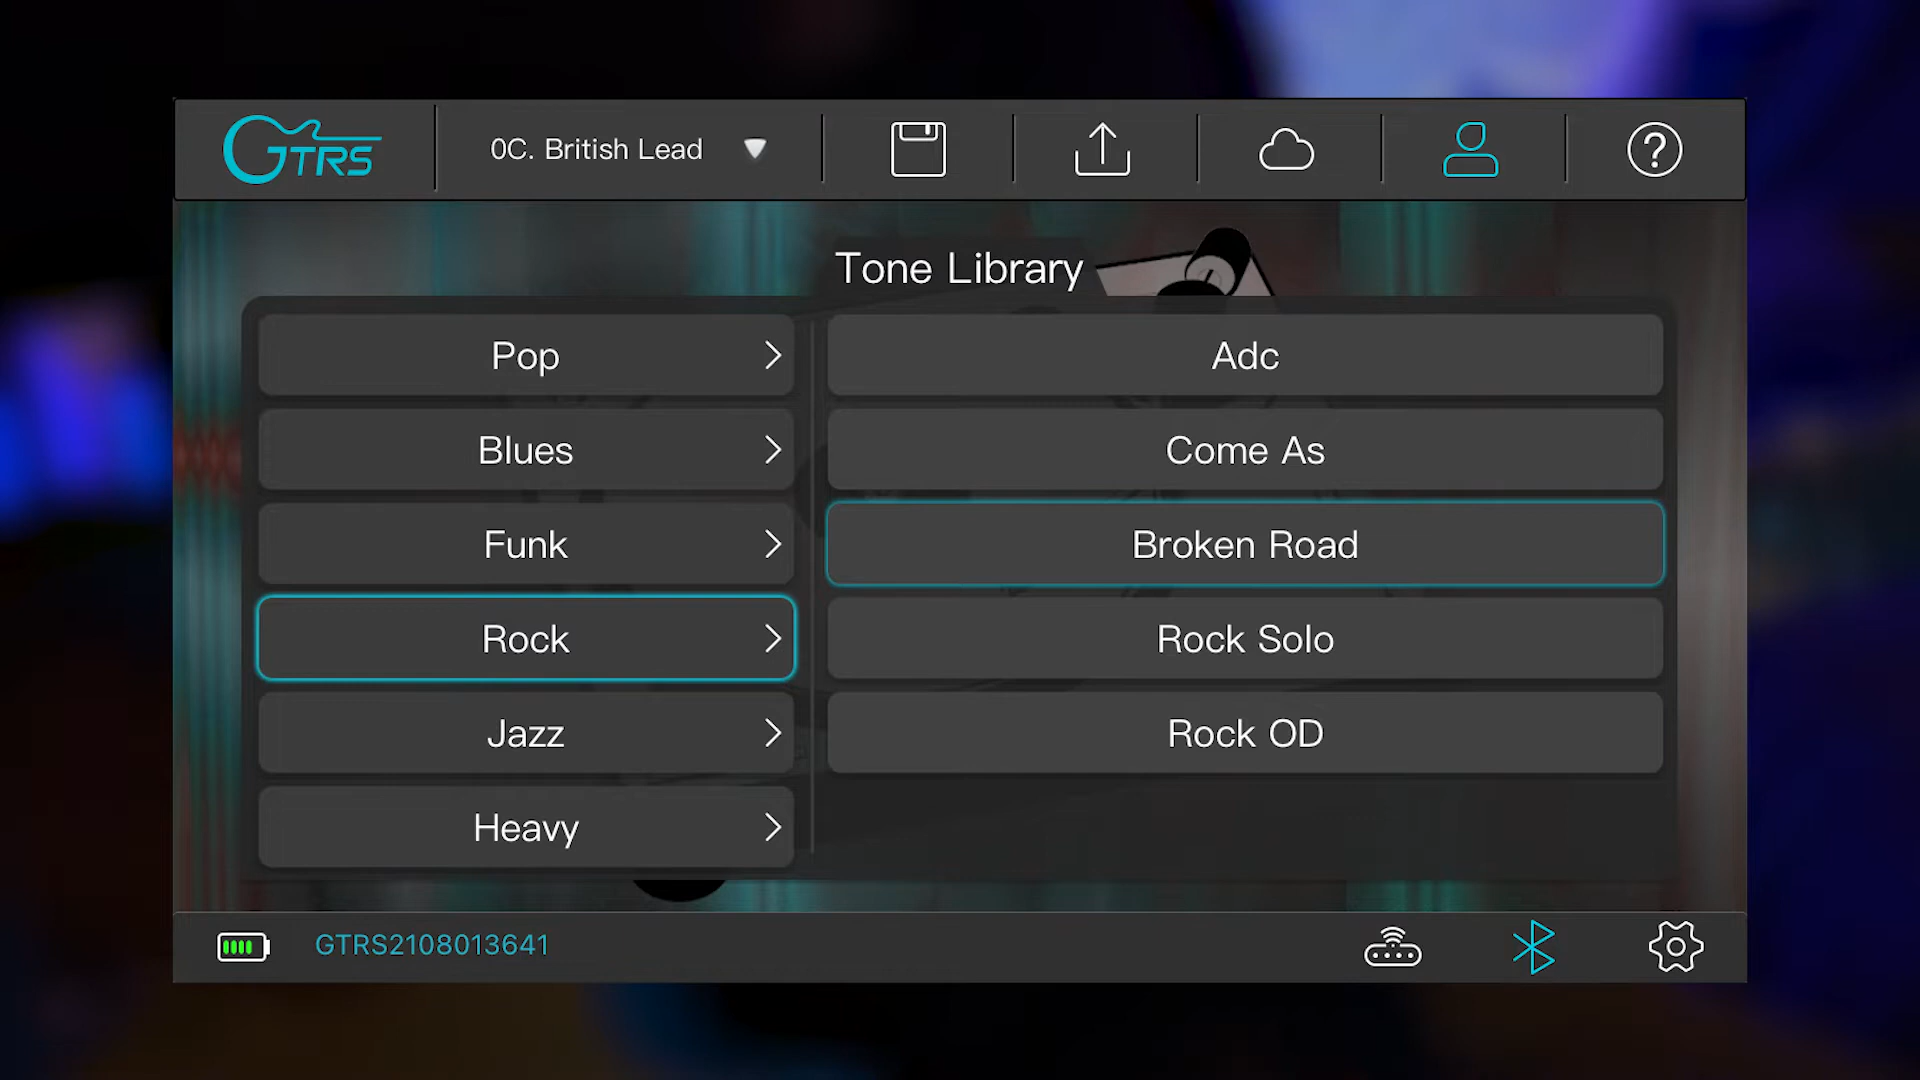 GTRS
0C. British Lead
?
Tone Library
Pop
Blues
Funk
Rock
Jazz
Heavy
Adc
Come As
Broken Road
Rock Solo
Rock OD
GTRS2108013641